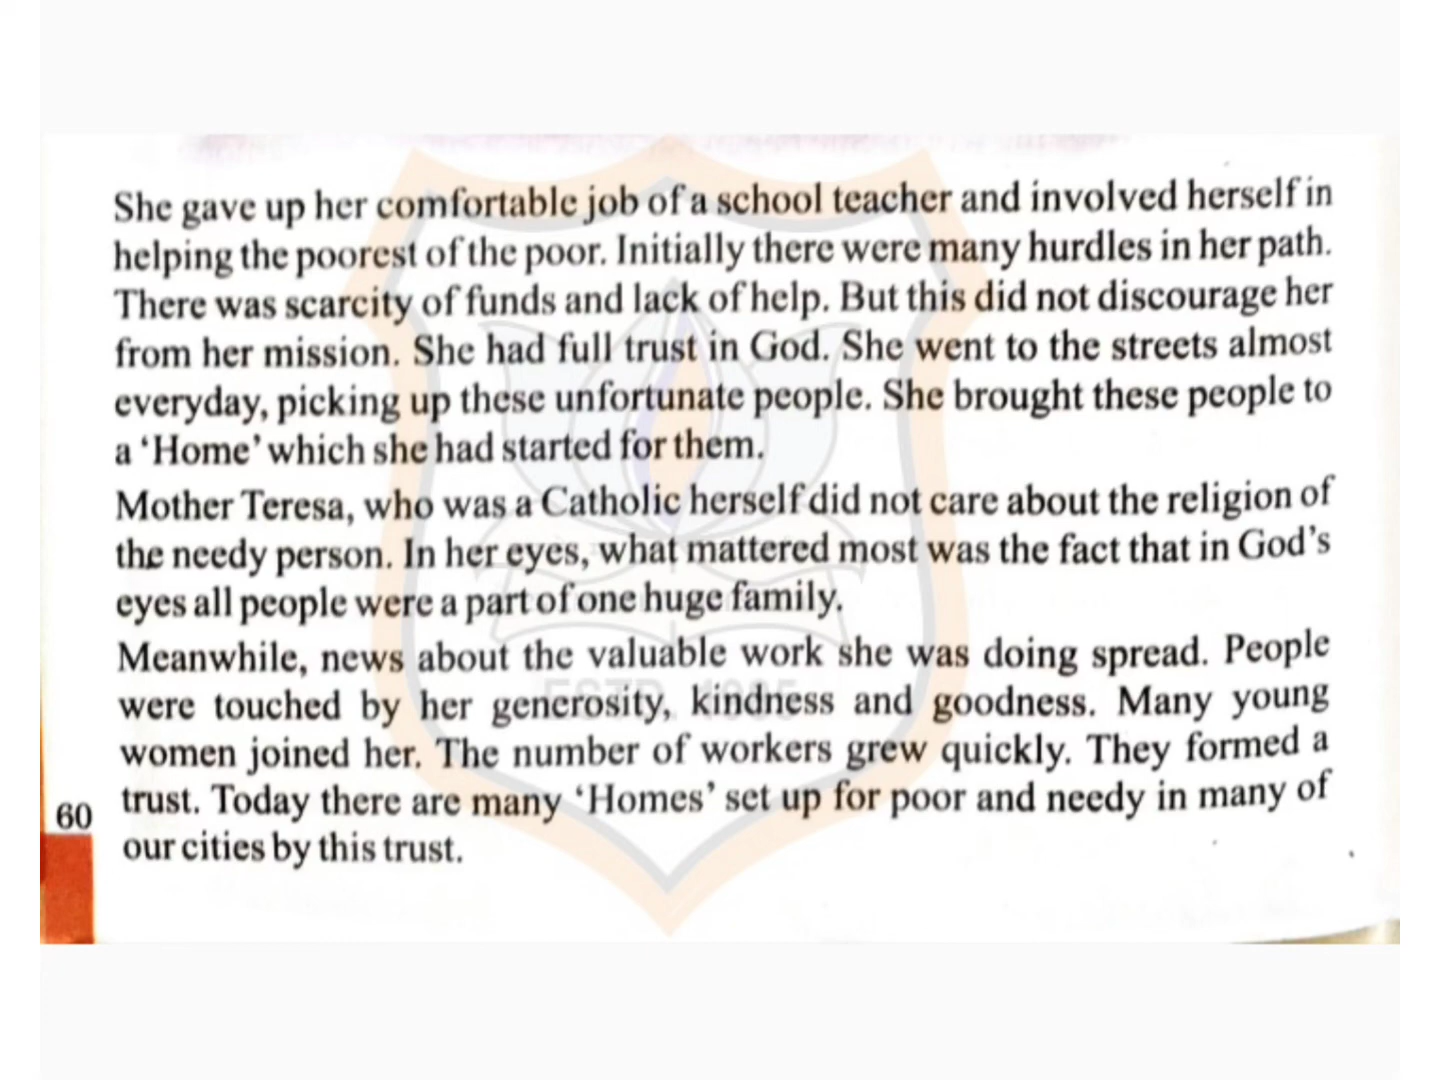 She gave up her comfortable job of a school teacher and involved herself in
helping the poorest of the poor. Initially there were many hurdles in her path.
There was scarcity of funds and lack of help. But this did not discourage her
from her mission. She had full trust in God. She went to the streets almost
everyday, picking up these unfortunate people. She brought these people to
a ‘Home’ which she had started for them.
Mother Teresa, who was a Catholic herself did not care about the religion of
the needy person. In her eyes, what mattered most was the fact that in God’s
eyes all people were a part of one huge family.
Meanwhile, news about the valuable work she was doing spread. People
were touched by her generosity, kindness and goodness. Many young
women joined her. The number of workers grew quickly. They formed a
trust. Today there are many ‘Homes’ set up for poor and needy in many of
60
our cities by this trust.